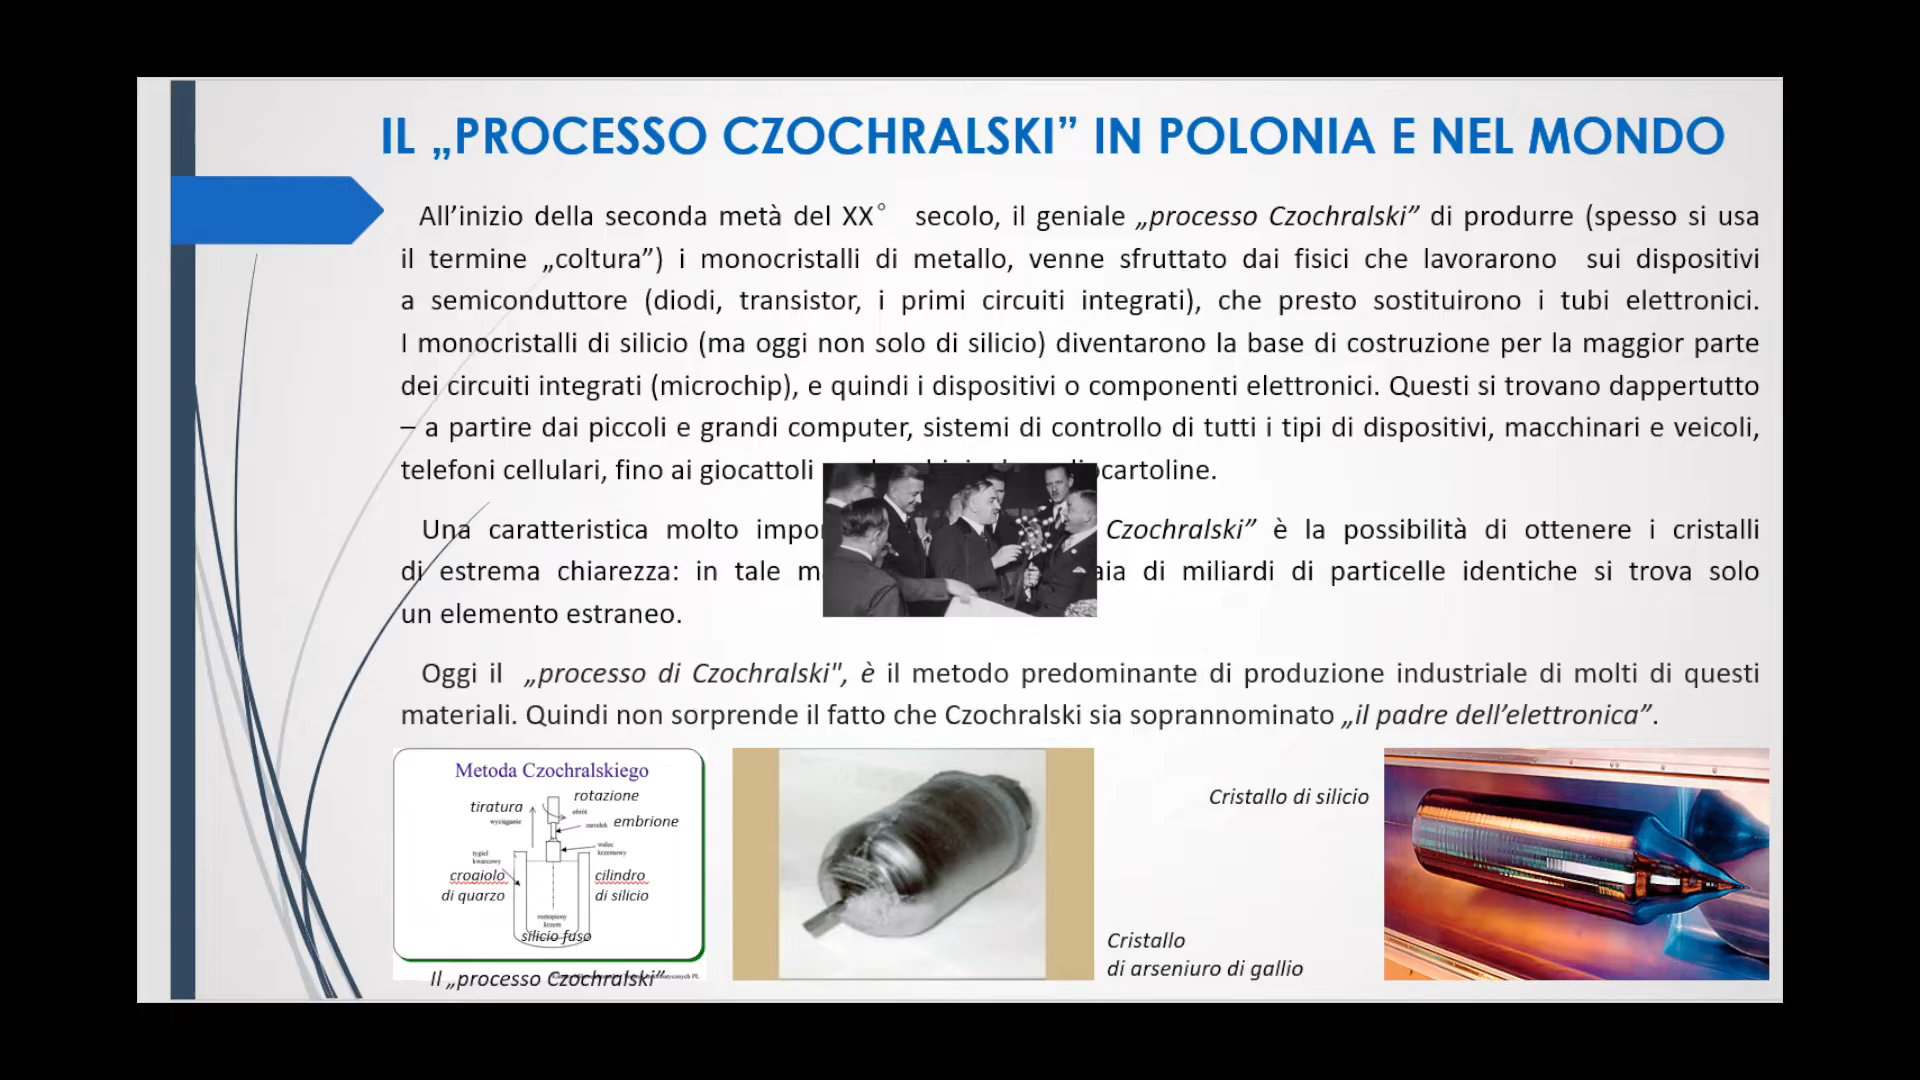 IL „PROCESSO CZOCHRALSKI” IN POLONIA E NEL MONDO
All’inizio della seconda metà del XX° secolo, il geniale „processo Czochralski” di produrre (spesso si usa
il termine „coltura”) i monocristalli di metallo, venne sfruttato dai fisici che lavorarono sui dispositivi
a semiconduttore (diodi, transistor, i primi circuiti integrati), che presto sostituirono i tubi elettronici.
I monocristalli di silicio (ma oggi non solo di silicio) diventarono la base di costruzione per la maggior parte
dei circuiti integrati (microchip), e quindi i dispositivi o componenti elettronici. Questi si trovano dappertutto
– a partire dai piccoli e grandi computer, sistemi di controllo di tutti i tipi di dispositivi, macchinari e veicoli,
telefoni cellulari, fino ai giocattoli cartoline.
Una caratteristica molto impo Czochralski” è la possibilità di ottenere i cristalli
di estrema chiarezza: in tale m aia di miliardi di particelle identiche si trova solo
un elemento estraneo.
Oggi il „processo di Czochralski", è il metodo predominante di produzione industriale di molti di questi
materiali. Quindi non sorprende il fatto che Czochralski sia soprannominato „il padre dell’elettronica”.
Metoda Czochralskiego
tiratura
rotazione
wyciąganie
obrót
zarodek
embrione
walec
krzemowy
tygiel
kwarcowy
crogiolo
di quarzo
cilindro
di silicio
roztopiony
krzem
silicio fuso
Il „processo Czochralski”
Cristallo
di arseniuro di gallio
Cristallo di silicio